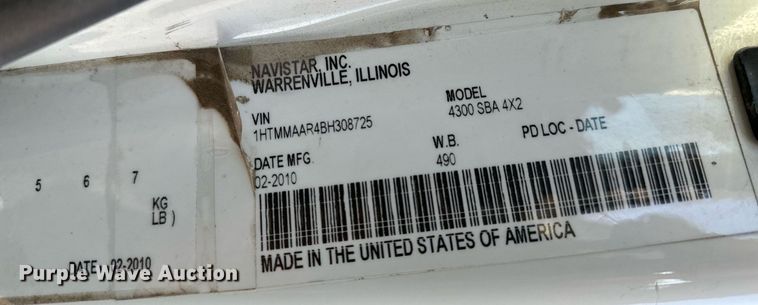 NAVISTAR, INC.
WARRENVILLE, ILLINOIS
VIN MODEL
1HTMMAAR4BH308725 4300 SBA 4X2
DATE MFG. W.B. PD LOC - DATE
02-2010 490
MADE IN THE UNITED STATES OF AMERICA
5 6 7
KG
LB )
DATE 02-2010
Purple Wave Auction